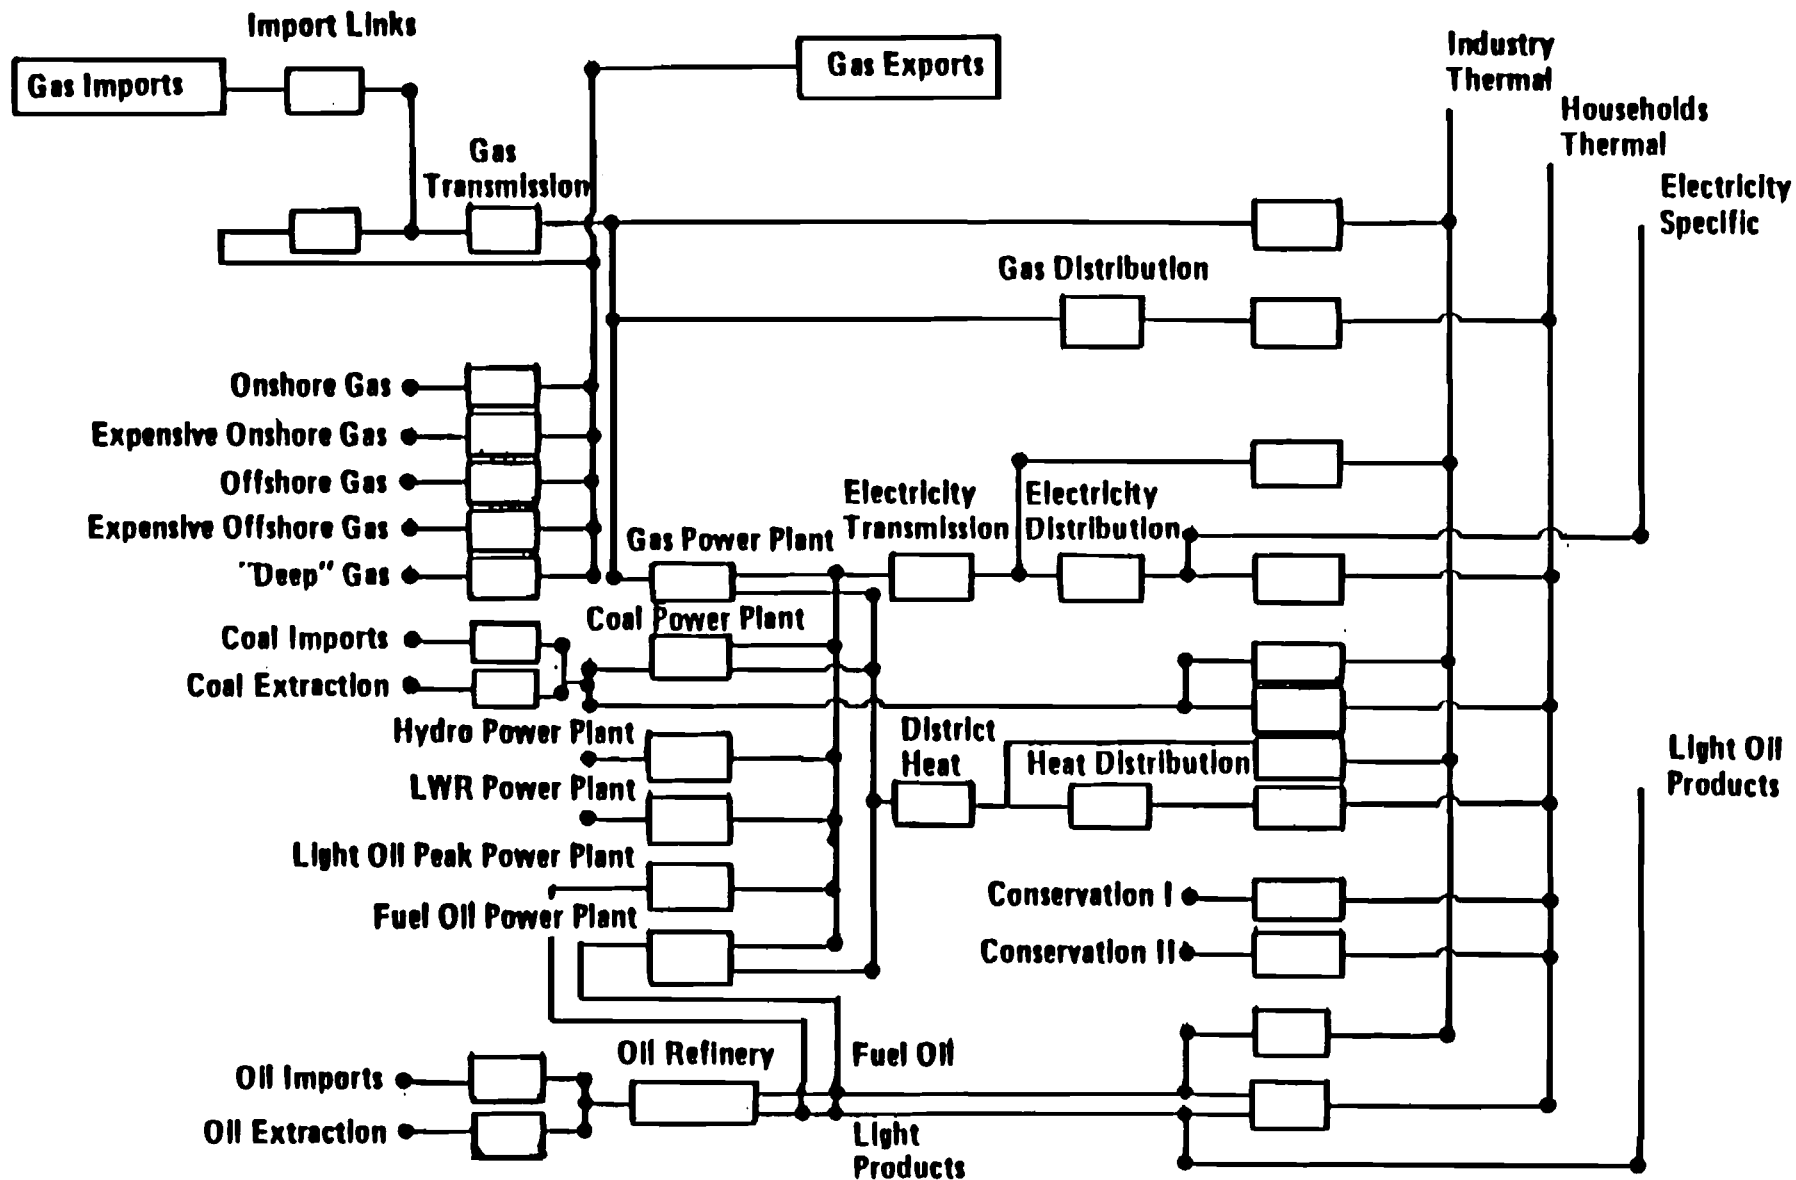 Import Links
Gas Imports
Gas Exports
Industry
Thermal
Households
Thermal
Electricity
Specific
Gas
Transmission
Gas Distribution
Onshore Gas
Expensive Onshore Gas
Offshore Gas
Expensive Offshore Gas
"Deep" Gas
Gas Power Plant
Electricity
Transmission
Electricity
Distribution
Coal Imports
Coal Power Plant
Coal Extraction
Hydro Power Plant
District
Heat
Heat Distribution
Light Oil
Products
LWR Power Plant
Light Oil Peak Power Plant
Fuel Oil Power Plant
Conservation I
Conservation II
Oil Refinery
Fuel Oil
Oil Imports
Oil Extraction
Light
Products